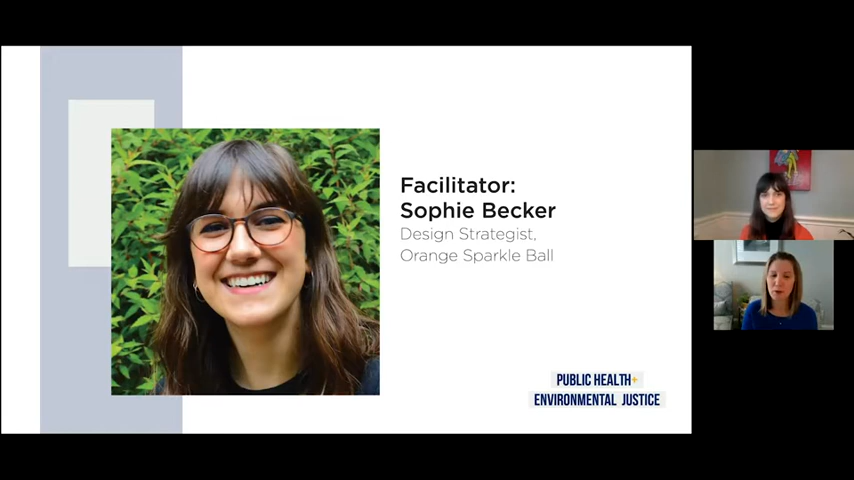 Facilitator:
Sophie Becker
Design Strategist,
Orange Sparkle Ball
PUBLIC HEALTH+
ENVIRONMENTAL JUSTICE